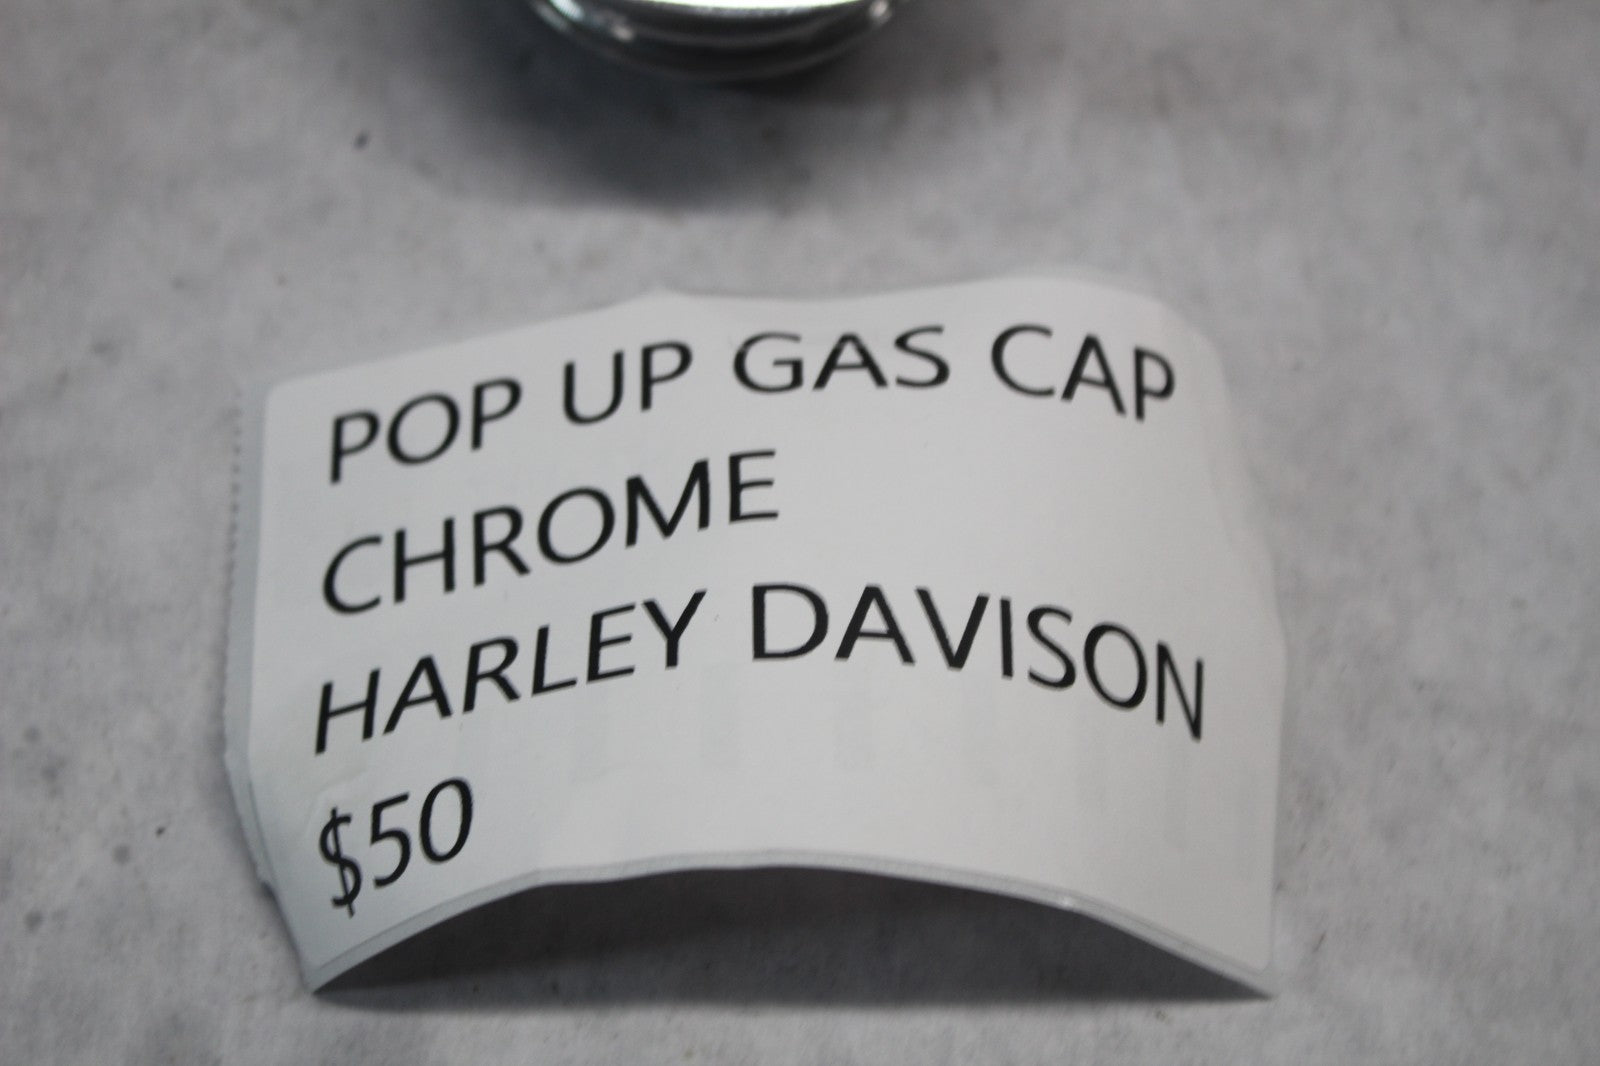 POP UP GAS CAP
CHROME
HARLEY DAVISON
$50